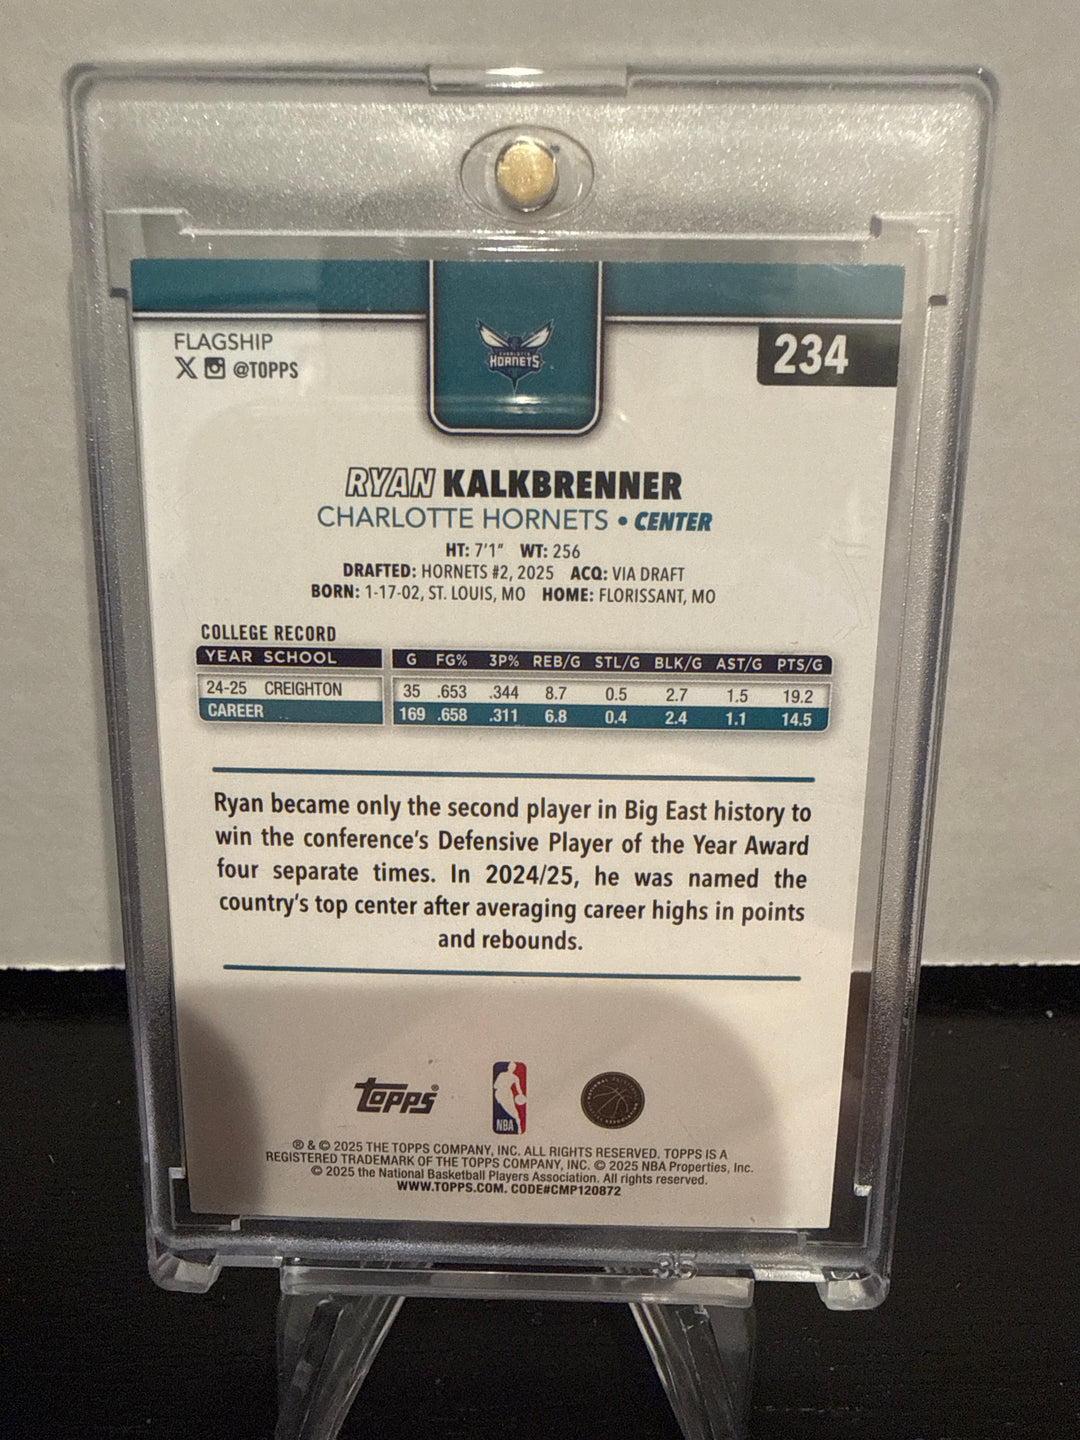 FLAGSHIP
@TOPPS
CHARLOTTE
HORNETS
234
RYAN KALKBRENNER
CHARLOTTE HORNETS • CENTER
HT: 7'1" WT: 256
DRAFTED: HORNETS #2, 2025 ACQ: VIA DRAFT
BORN: 1-17-02, ST. LOUIS, MO HOME: FLORISSANT, MO
COLLEGE RECORD
YEAR SCHOOL G FG% 3P% REB/G STL/G BLK/G AST/G PTS/G
24-25 CREIGHTON 35 .653 .344 8.7 0.5 2.7 1.5 19.2
CAREER 169 .658 .311 6.8 0.4 2.4 1.1 14.5
Ryan became only the second player in Big East history to
win the conference's Defensive Player of the Year Award
four separate times. In 2024/25, he was named the
country's top center after averaging career highs in points
and rebounds.
Topps®
NBA
® & © 2025 THE TOPPS COMPANY, INC. ALL RIGHTS RESERVED. TOPPS IS A
REGISTERED TRADEMARK OF THE TOPPS COMPANY, INC. © 2025 NBA Properties, Inc.
© 2025 the National Basketball Players Association. All rights reserved.
WWW.TOPPS.COM. CODE#CMP120872
35